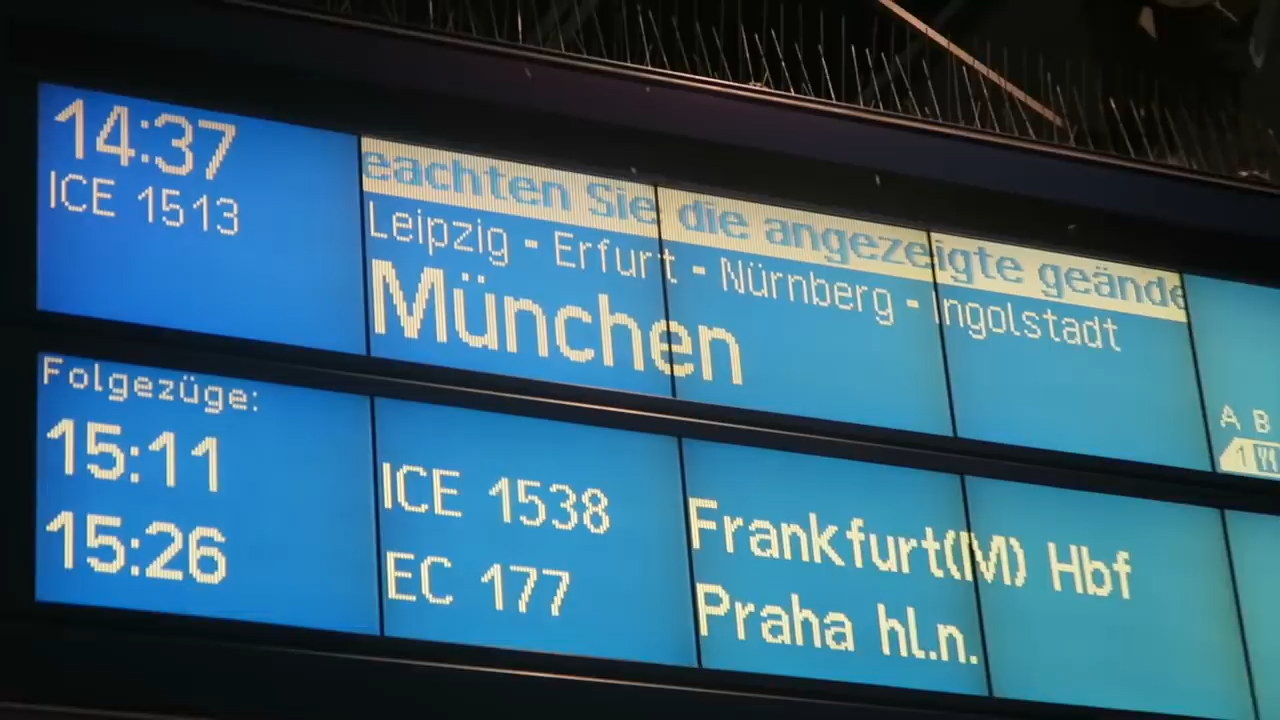 14:37
ICE 1513
eachten Sie die angezeigte geände
Leipzig - Erfurt - Nürnberg - Ingolstadt
München
A B
1
Folgezüge:
15:11 ICE 1538 Frankfurt(M) Hbf
15:26 EC 177 Praha hl.n.